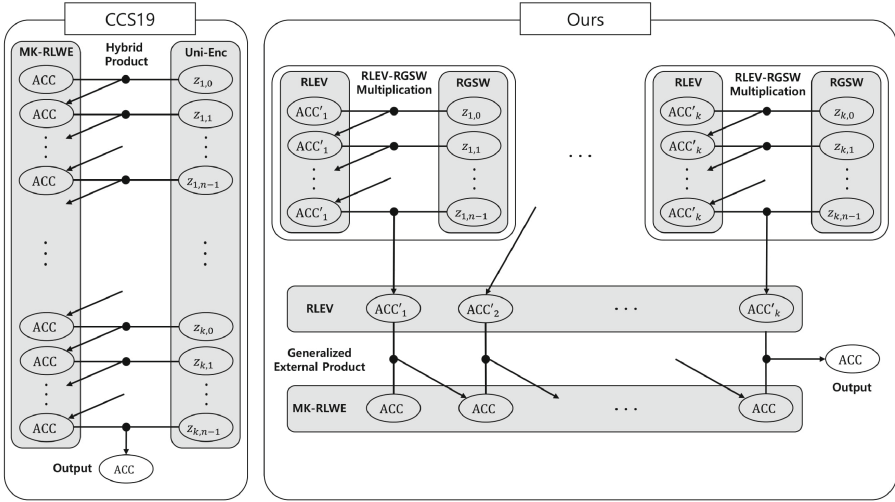 CCS19
MK-RLWE
Hybrid
Product
Uni-Enc
ACC
z1,0
ACC
z1,1
ACC
z1,n−1
ACC
zk,0
ACC
zk,1
ACC
zk,n−1
Output
ACC
Ours
RLEV
RLEV-RGSW
Multiplication
RGSW
ACC′1
z1,0
ACC′1
z1,1
ACC′1
z1,n−1
...
RLEV
RLEV-RGSW
Multiplication
RGSW
ACC′k
zk,0
ACC′k
zk,1
ACC′k
zk,n−1
RLEV
ACC′1
ACC′2
...
ACC′k
Generalized
External Product
ACC
Output
MK-RLWE
ACC
ACC
...
ACC